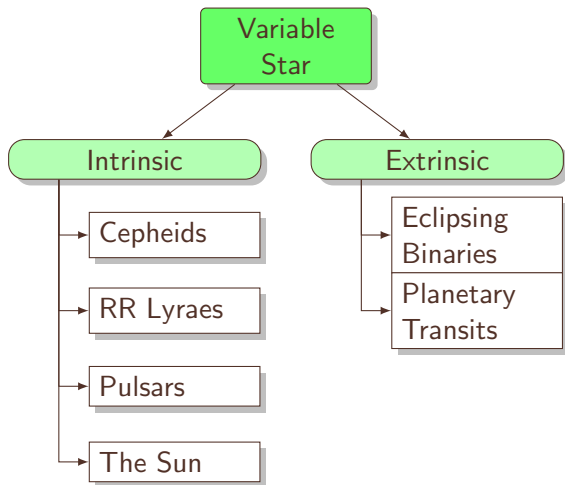 Variable
Star
Intrinsic
Extrinsic
Cepheids
RR Lyraes
Pulsars
The Sun
Eclipsing
Binaries
Planetary
Transits